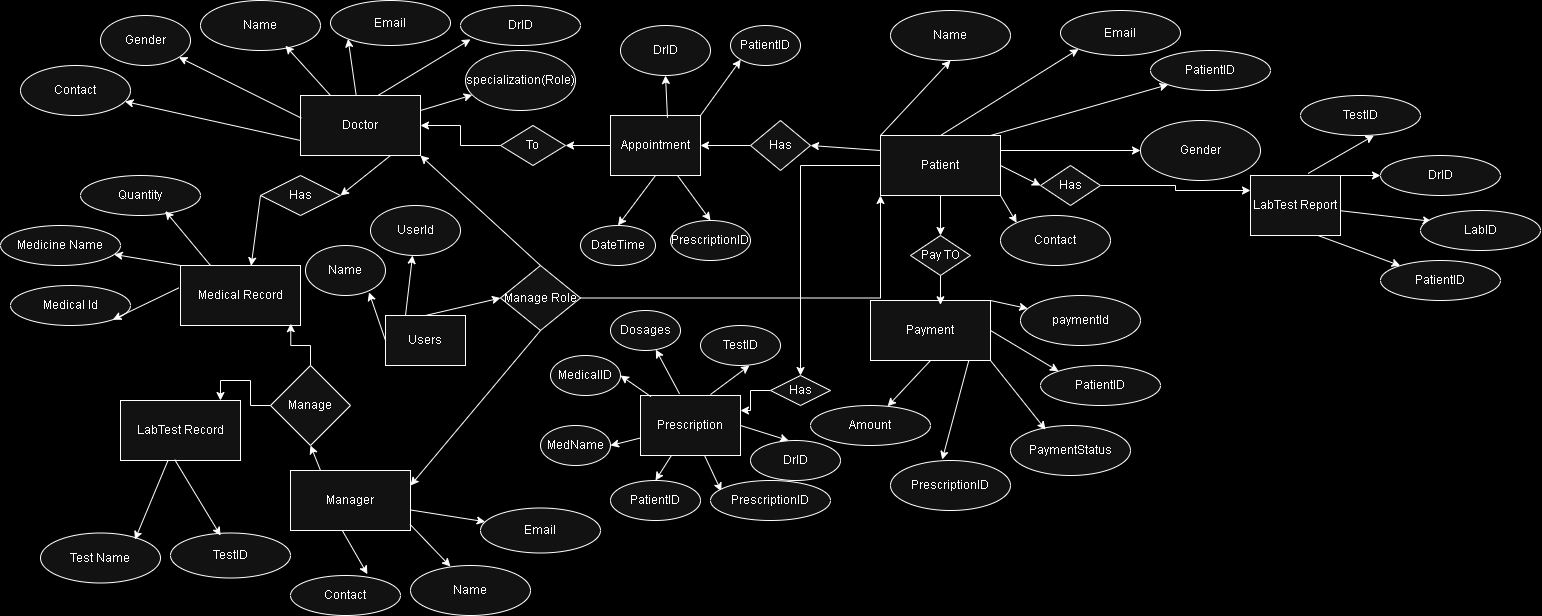 Name
Email
DrID
Gender
specialization(Role)
Contact
Doctor
DrID
PatientID
Name
Email
PatientID
TestID
To
Appointment
Has
Patient
Gender
Has
DrID
LabTest Report
LabID
PatientID
Contact
Pay TO
DateTime
PrescriptionID
Has
Quantity
UserId
Medicine Name
Name
Medical Id
Medical Record
Manage Role
Users
Payment
paymentId
PatientID
Amount
PaymentStatus
PrescriptionID
Dosages
TestID
MedicalID
Has
Prescription
MedName
DrID
PatientID
PrescriptionID
Manage
LabTest Record
Manager
Email
Test Name
TestID
Contact
Name